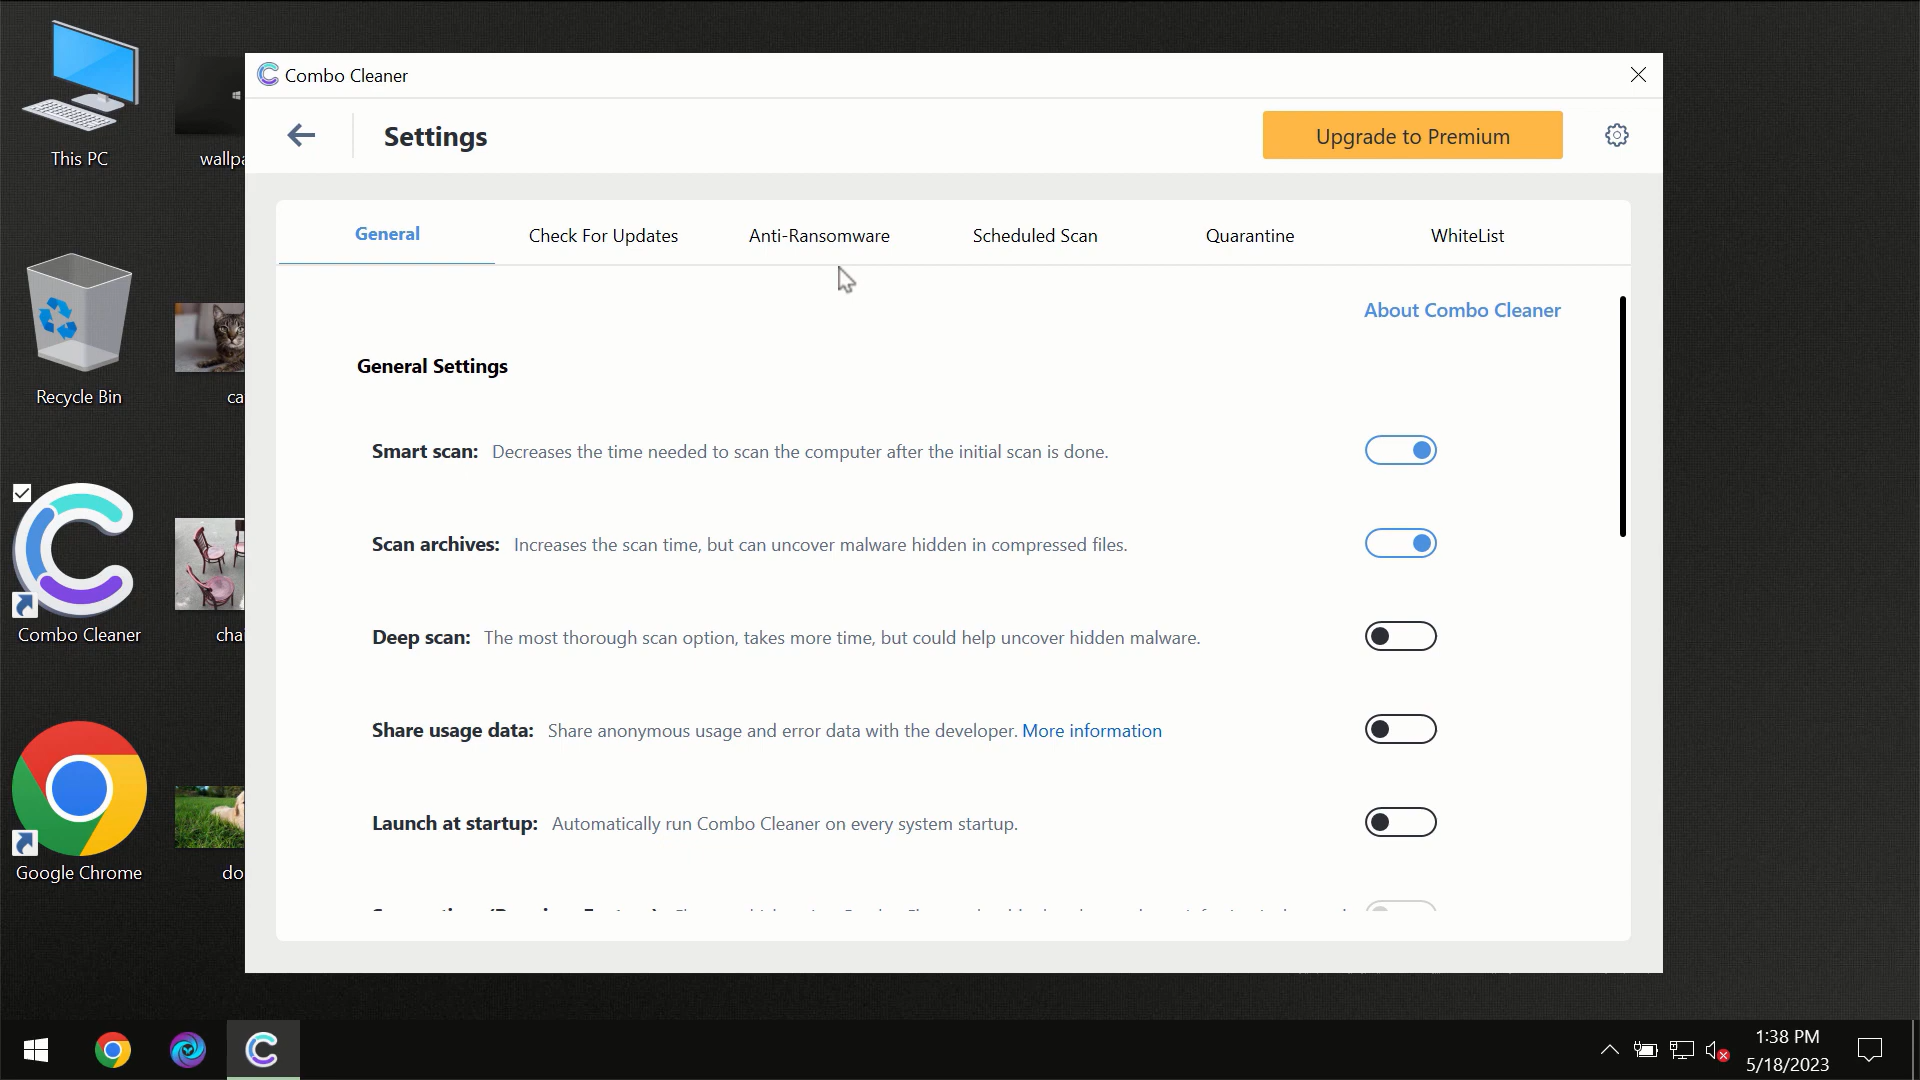 Combo Cleaner
Settings
Upgrade to Premium
General
Check For Updates
Anti-Ransomware
Scheduled Scan
Quarantine
WhiteList
About Combo Cleaner
General Settings
Smart scan: Decreases the time needed to scan the computer after the initial scan is done.
Scan archives: Increases the scan time, but can uncover malware hidden in compressed files.
Deep scan: The most thorough scan option, takes more time, but could help uncover hidden malware.
Share usage data: Share anonymous usage and error data with the developer. More information
Launch at startup: Automatically run Combo Cleaner on every system startup.
This PC
wallpa
Recycle Bin
ca
Combo Cleaner
chai
Google Chrome
do
1:38 PM
5/18/2023